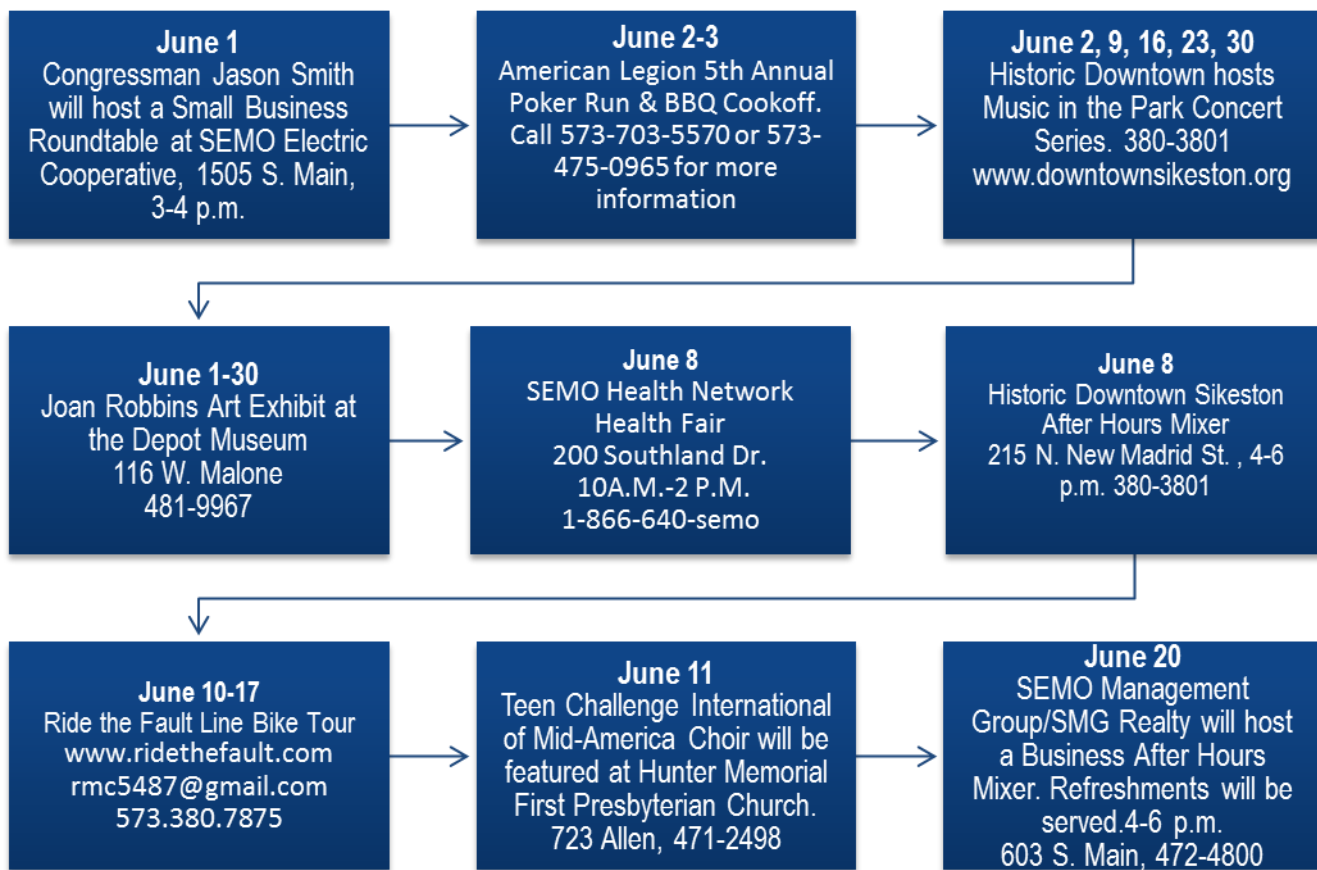 June 1
Congressman Jason Smith
will host a Small Business
Roundtable at SEMO Electric
Cooperative, 1505 S. Main,
3-4 p.m.
June 2-3
American Legion 5th Annual
Poker Run & BBQ Cookoff.
Call 573-703-5570 or 573-
475-0965 for more
information
June 2, 9, 16, 23, 30
Historic Downtown hosts
Music in the Park Concert
Series. 380-3801
www.downtownsikeston.org
June 1-30
Joan Robbins Art Exhibit at
the Depot Museum
116 W. Malone
481-9967
June 8
SEMO Health Network
Health Fair
200 Southland Dr.
10A.M.-2 P.M.
1-866-640-semo
June 8
Historic Downtown Sikeston
After Hours Mixer
215 N. New Madrid St. , 4-6
p.m. 380-3801
June 10-17
Ride the Fault Line Bike Tour
www.ridethefault.com
rmc5487@gmail.com
573.380.7875
June 11
Teen Challenge International
of Mid-America Choir will be
featured at Hunter Memorial
First Presbyterian Church.
723 Allen, 471-2498
June 20
SEMO Management
Group/SMG Realty will host
a Business After Hours
Mixer. Refreshments will be
served.4-6 p.m.
603 S. Main, 472-4800